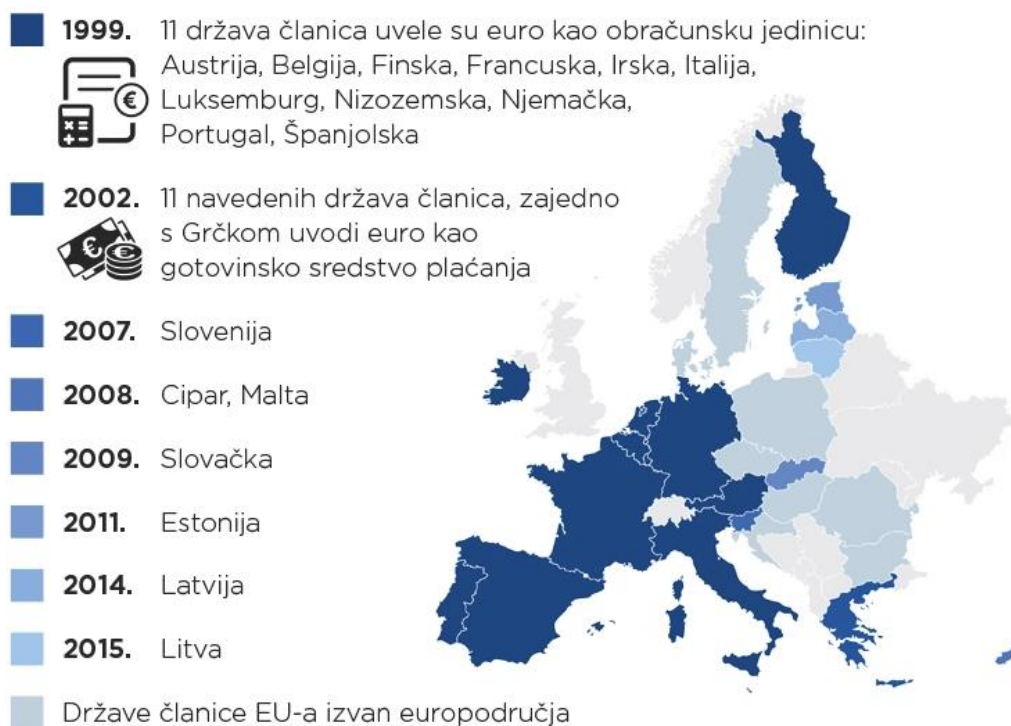 1999. 11 država članica uvele su euro kao obračunsku jedinicu:
Austrija, Belgija, Finska, Francuska, Irska, Italija,
Luksemburg, Nizozemska, Njemačka,
Portugal, Španjolska
2002. 11 navedenih država članica, zajedno
s Grčkom uvodi euro kao
gotovinsko sredstvo plaćanja
2007. Slovenija
2008. Cipar, Malta
2009. Slovačka
2011. Estonija
2014. Latvija
2015. Litva
Države članice EU-a izvan europodručja